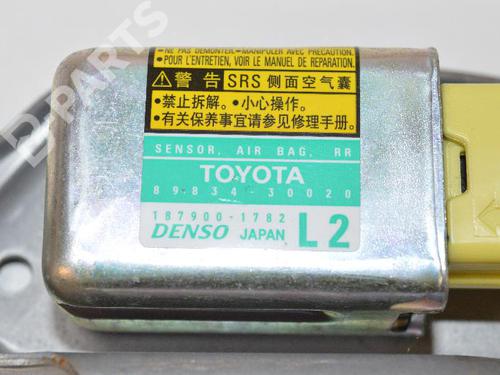 B-PARTS
• NE PAS DEMONTER. • MANIPULER AVEC PRECAUTION.
• POUR L'ENTRETIEN, VOIR LE MANUEL DE REPARATION.
⚠警告 SRS 侧面空气囊
• 禁止拆解。 • 小心操作。
• 有关保养事宜请参见修理手册。
SENSOR, AIR BAG, RR
TOYOTA
89834-30020
187900-1782
DENSO JAPAN L2